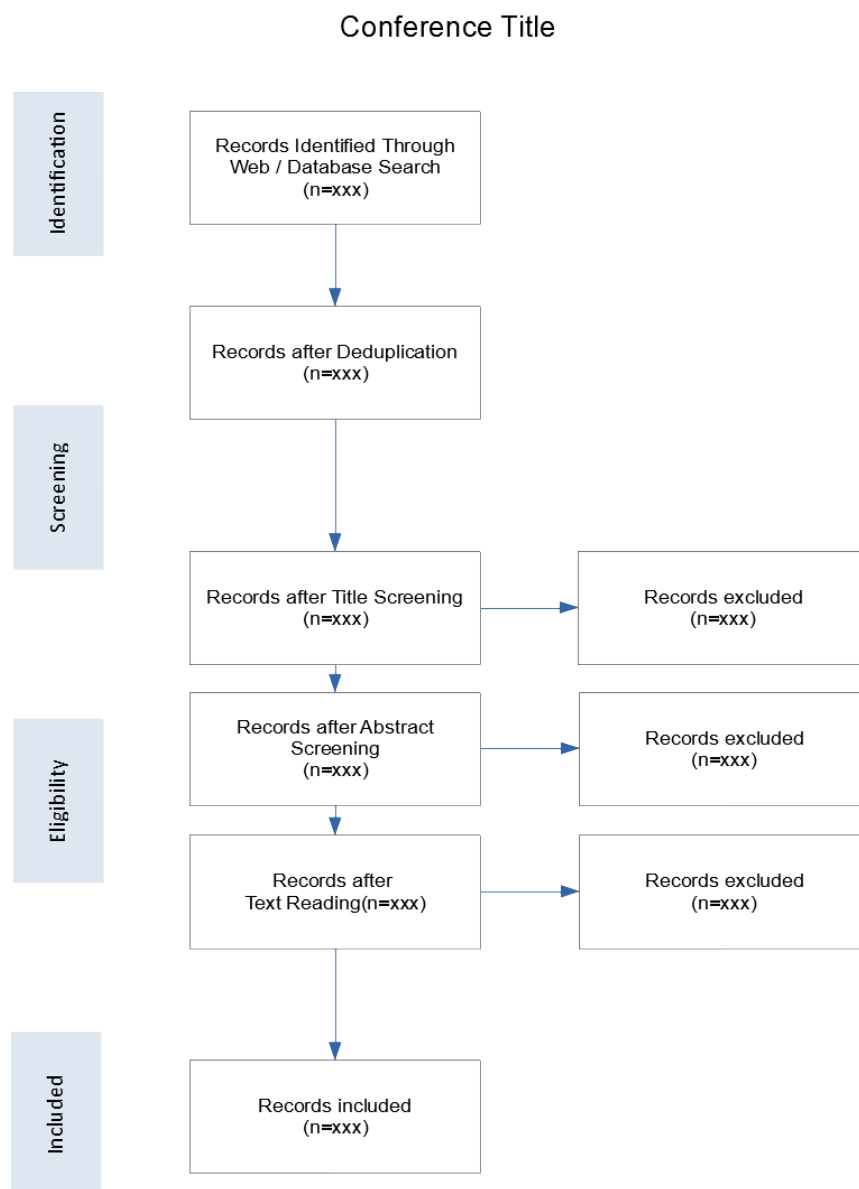 Conference Title
Identification
Records Identified Through
Web / Database Search
(n=xxx)
Records after Deduplication
(n=xxx)
Screening
Records after Title Screening
(n=xxx)
Records excluded
(n=xxx)
Records after Abstract
Screening
(n=xxx)
Records excluded
(n=xxx)
Eligibility
Records after
Text Reading(n=xxx)
Records excluded
(n=xxx)
Included
Records included
(n=xxx)